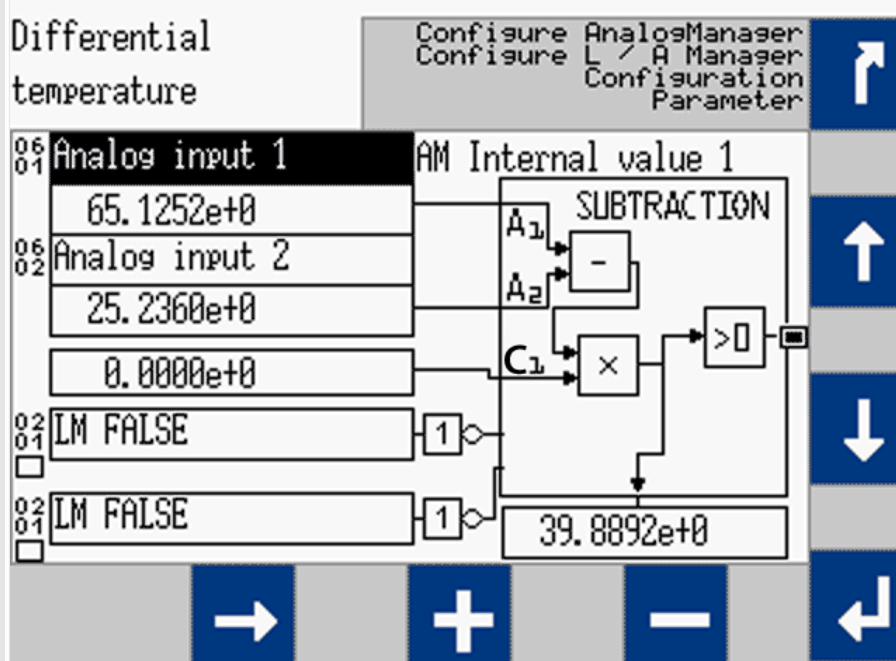 Differential
temperature
Configure AnalogManager
Configure L / A Manager
Configuration
Parameter
06
01
Analog input 1
AM Internal value 1
65.1252e+0
SUBTRACTION
A1
06
02
Analog input 2
−
A2
25.2360e+0
>0
0.0000e+0
C1
×
02
01
LM FALSE
1
02
01
LM FALSE
1
39.8892e+0